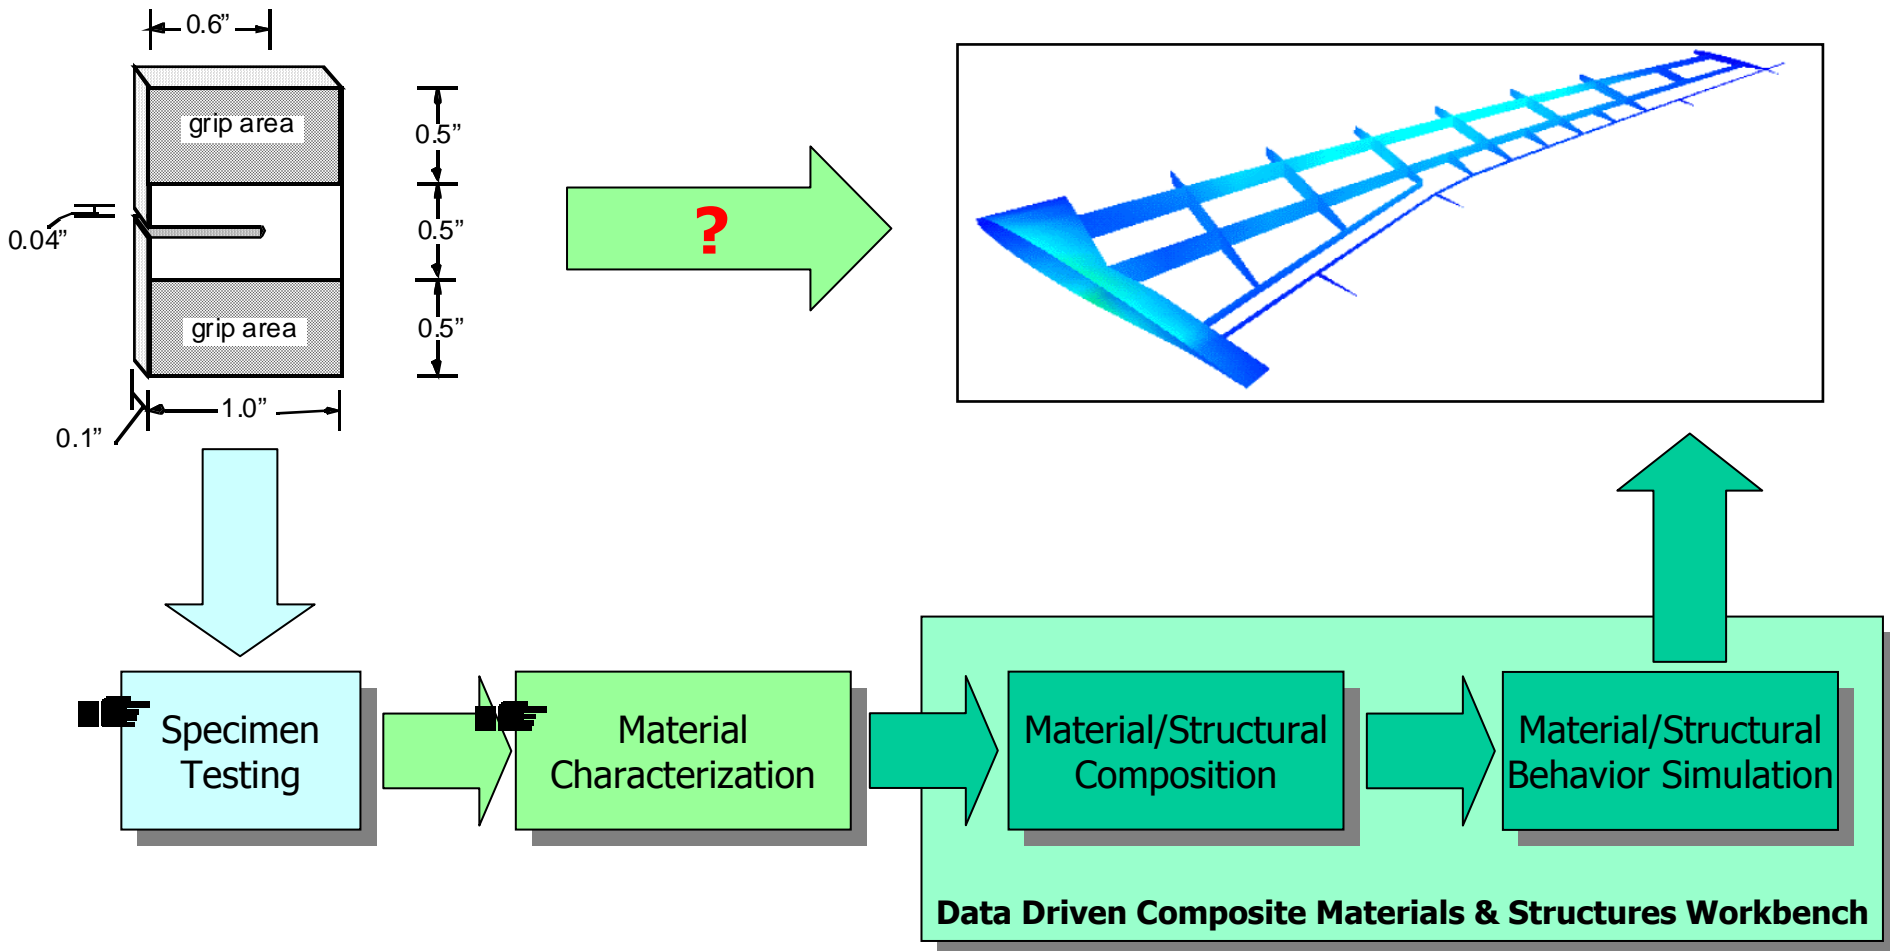 0.6”
grip area
0.5”
0.04”
0.5”
?
grip area
0.5”
1.0”
0.1”
Specimen
Testing
Material
Characterization
Material/Structural
Composition
Material/Structural
Behavior Simulation
Data Driven Composite Materials & Structures Workbench